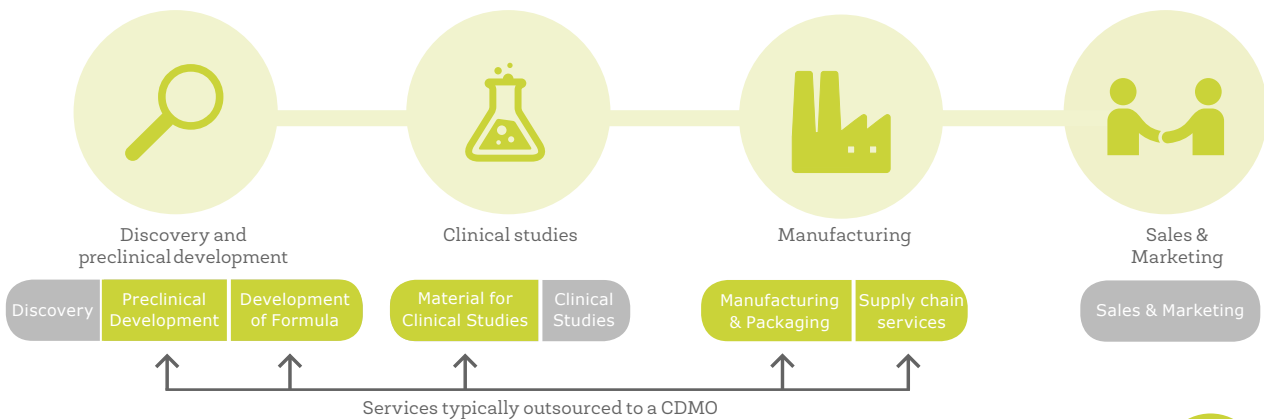 Discovery and
preclinical development
Clinical studies
Manufacturing
Sales &
Marketing
Discovery
Preclinical
Development
Development
of Formula
Material for
Clinical Studies
Clinical
Studies
Manufacturing
& Packaging
Supply chain
services
Sales & Marketing
Services typically outsourced to a CDMO